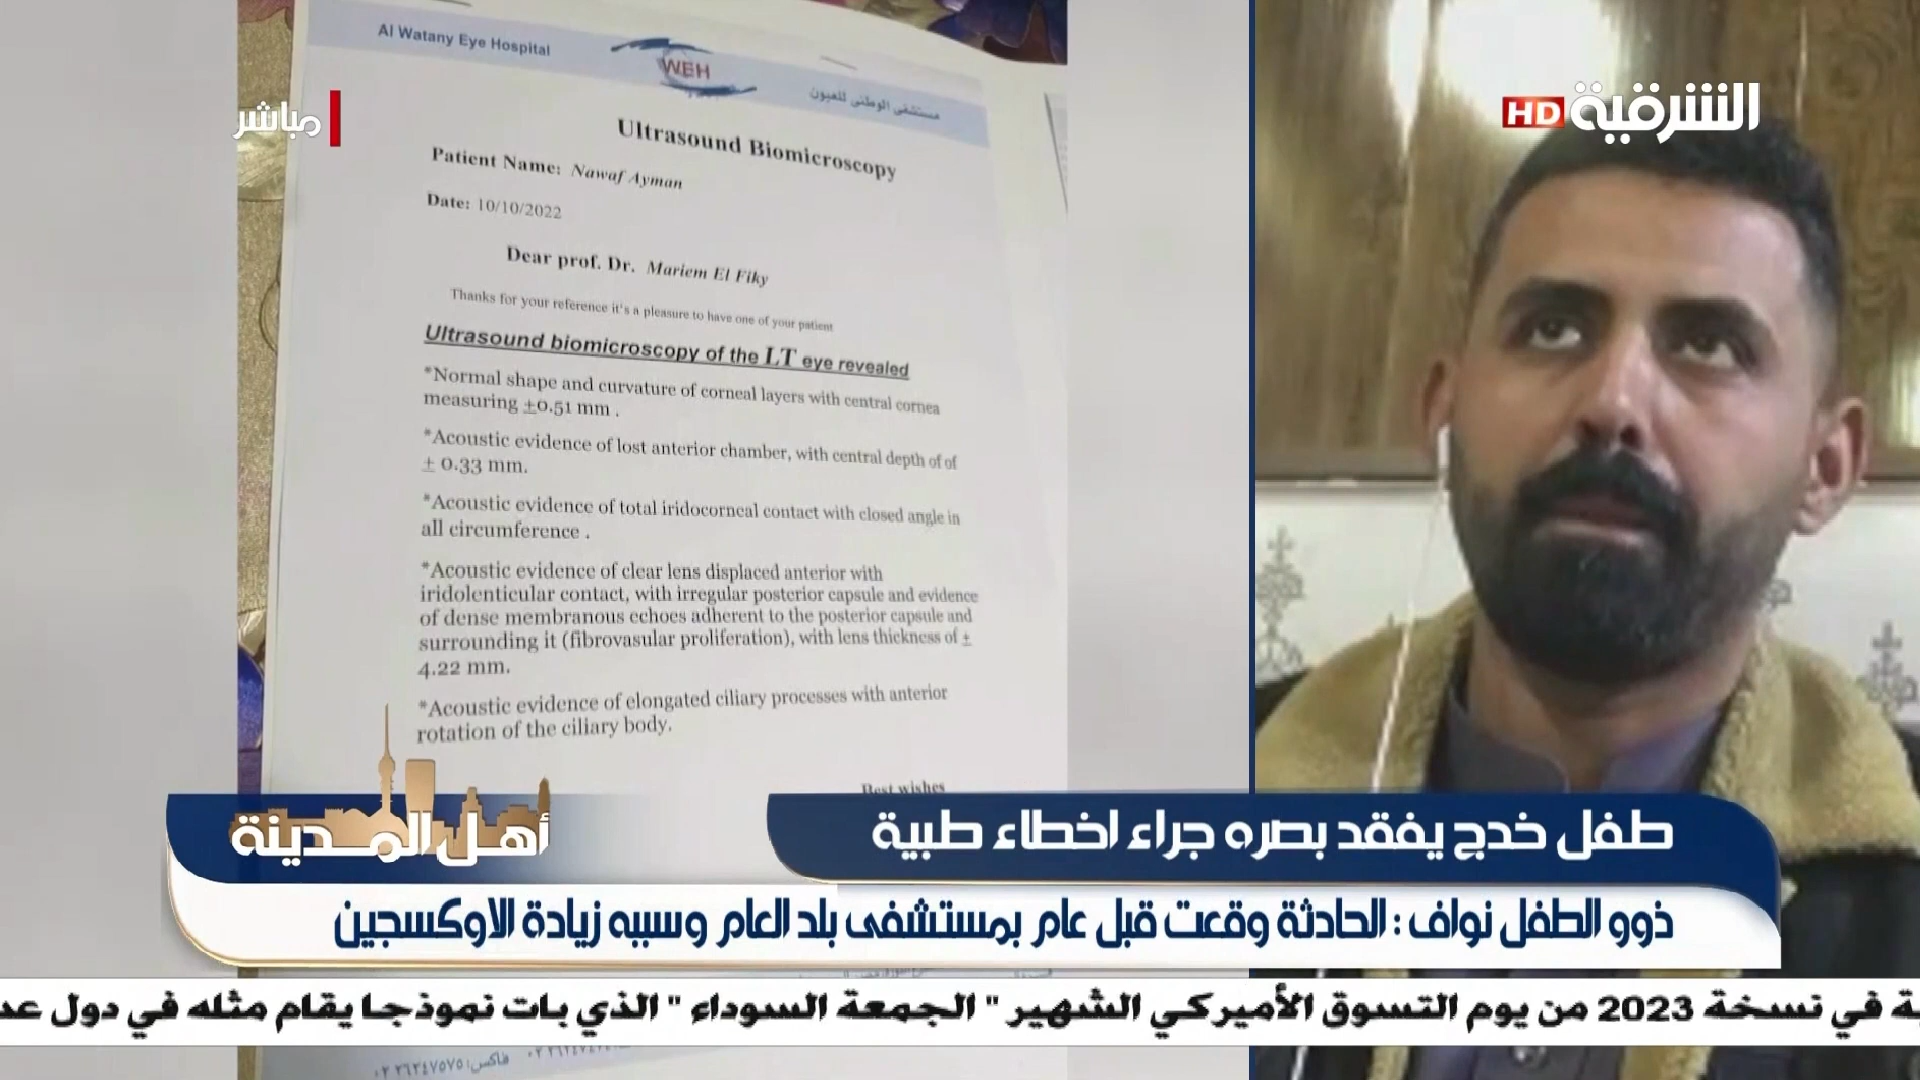 Al Watany Eye Hospital
WEH
مستشفى الوطنى للعيون
مباشر
الشرقية HD
Ultrasound Biomicroscopy
Patient Name: Nawaf Ayman
Date: 10/10/2022
Dear prof. Dr. Mariem El Fiky
Thanks for your reference it's a pleasure to have one of your patient
Ultrasound biomicroscopy of the LT eye revealed
*Normal shape and curvature of corneal layers with central cornea
measuring ±0.51 mm .
*Acoustic evidence of lost anterior chamber, with central depth of of
± 0.33 mm.
*Acoustic evidence of total iridocorneal contact with closed angle in
all circumference .
*Acoustic evidence of clear lens displaced anterior with
iridolenticular contact, with irregular posterior capsule and evidence
of dense membranous echoes adherent to the posterior capsule and
surrounding it (fibrovasular proliferation), with lens thickness of ±
4.22 mm.
*Acoustic evidence of elongated ciliary processes with anterior
rotation of the ciliary body.
Best wishes
أهل المدينة
طفل خدج يفقد بصره جراء اخطاء طبية
ذوو الطفل نواف : الحادثة وقعت قبل عام بمستشفى بلد العام وسببه زيادة الاوكسجين
في نسخة 2023 من يوم التسوق الأميركي الشهير " الجمعة السوداء " الذي بات نموذجا يقام مثله في دول عد
فاكس: ٠٢ ٢٦٢٤٧٥٧٥